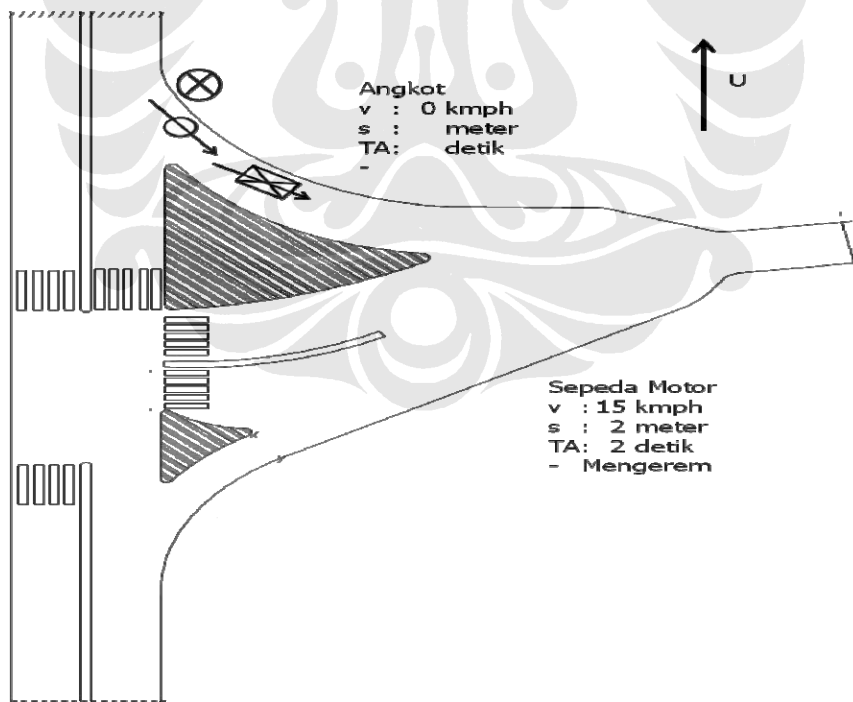 U
Angkot
v : 0 kmph
s : meter
TA: detik
-
Sepeda Motor
v : 15 kmph
s : 2 meter
TA: 2 detik
- Mengerem